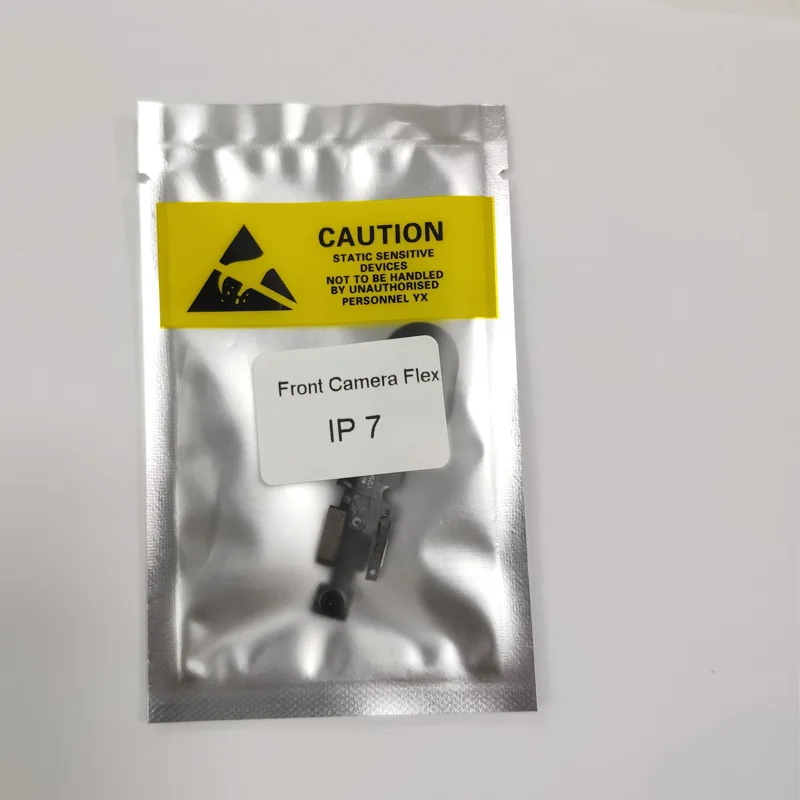 CAUTION
STATIC SENSITIVE
DEVICES
NOT TO BE HANDLED
BY UNAUTHORISED
PERSONNEL YX
Front Camera Flex
IP 7